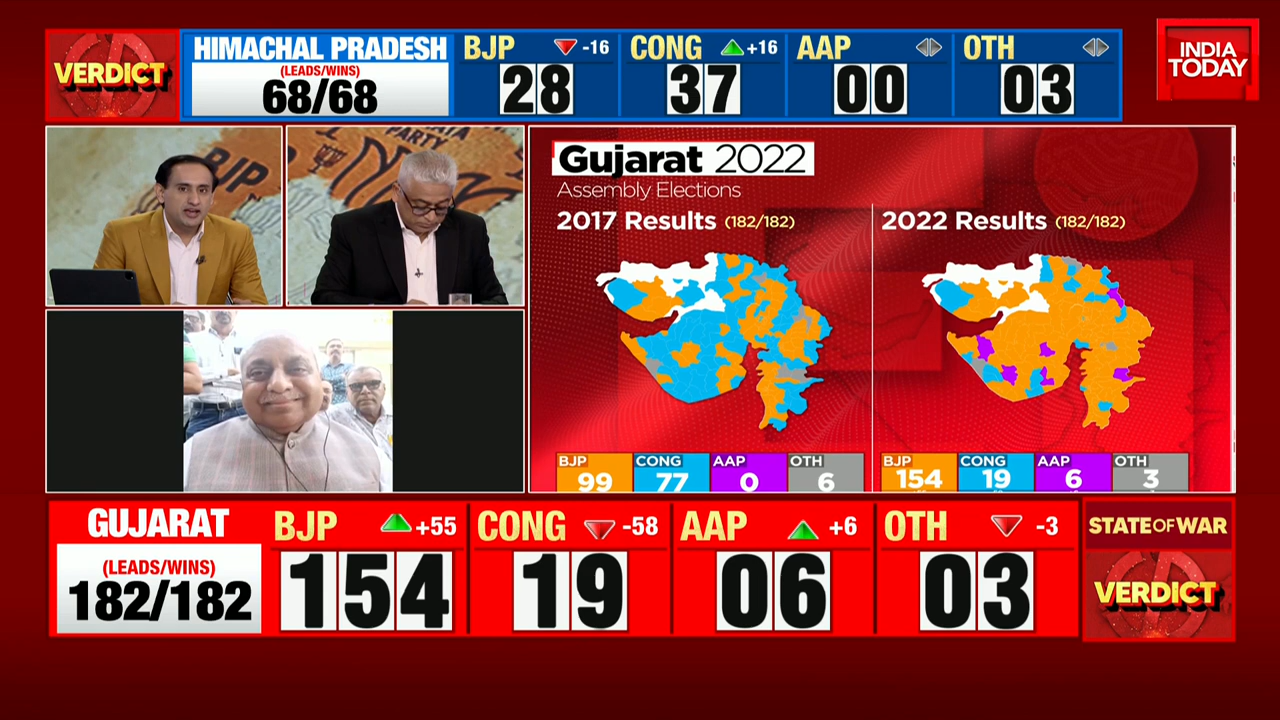 VERDICT
HIMACHAL PRADESH
(LEADS/WINS)
68/68
BJP -16
28
CONG +16
37
AAP
00
OTH
03
INDIA
TODAY
BJP
PARTY
Gujarat 2022
Assembly Elections
2017 Results (182/182)
BJP CONG AAP OTH
99 77 0 6
2022 Results (182/182)
BJP CONG AAP OTH
154 19 6 3
GUJARAT
(LEADS/WINS)
182/182
BJP +55
154
CONG -58
19
AAP +6
06
OTH -3
03
STATE OF WAR
VERDICT